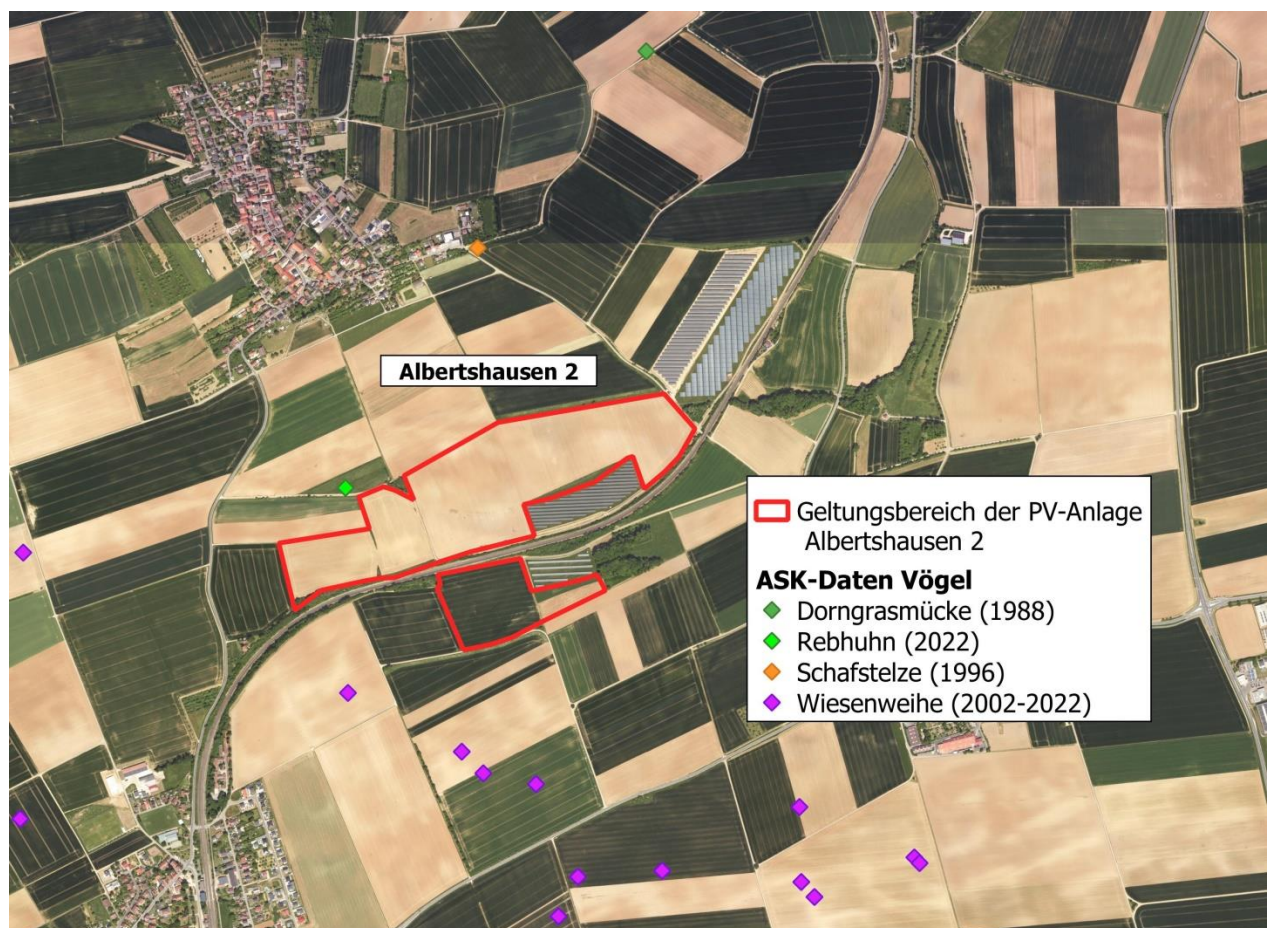 Albertshausen 2
Geltungsbereich der PV-Anlage
Albertshausen 2
ASK-Daten Vögel
Dorngrasmücke (1988)
Rebhuhn (2022)
Schafstelze (1996)
Wiesenweihe (2002-2022)